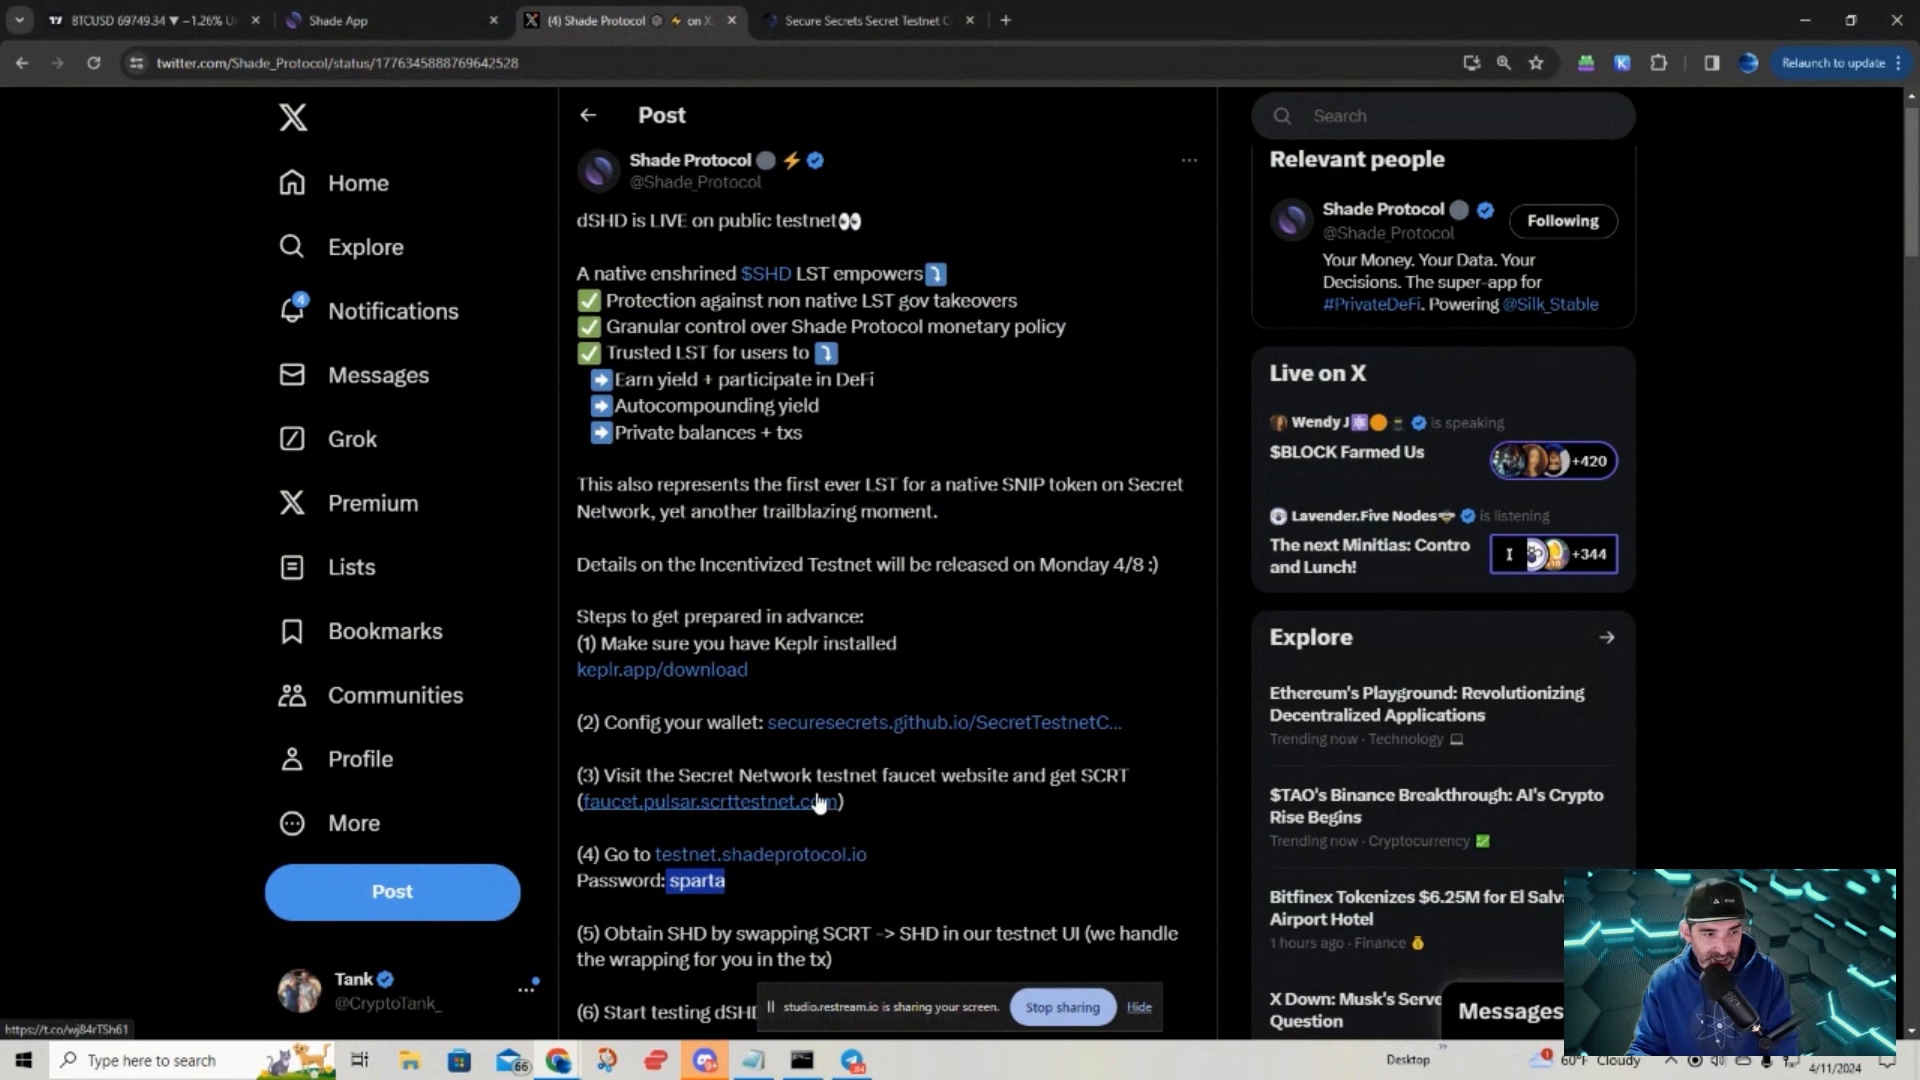 BTCUSD 69749.34 ▼ −1.26%
Shade App
(4) Shade Protocol on X
Secure Secrets Secret Testnet C
twitter.com/Shade_Protocol/status/1776345888769642528
Relaunch to update
Home
Explore
4
Notifications
Messages
Grok
Premium
Lists
Bookmarks
Communities
Profile
More
Post
Tank
@CryptoTank_
Post
Shade Protocol
@Shade_Protocol
dSHD is LIVE on public testnet👀
A native enshrined $SHD LST empowers⤵️
✅ Protection against non native LST gov takeovers
✅ Granular control over Shade Protocol monetary policy
✅ Trusted LST for users to ⤵️
➡️Earn yield + participate in DeFi
➡️Autocompounding yield
➡️Private balances + txs
This also represents the first ever LST for a native SNIP token on Secret
Network, yet another trailblazing moment.
Details on the Incentivized Testnet will be released on Monday 4/8 :)
Steps to get prepared in advance:
(1) Make sure you have Keplr installed
keplr.app/download
(2) Config your wallet: securesecrets.github.io/SecretTestnetC...
(3) Visit the Secret Network testnet faucet website and get SCRT
(faucet.pulsar.scrttestnet.com)
(4) Go to testnet.shadeprotocol.io
Password: sparta
(5) Obtain SHD by swapping SCRT -> SHD in our testnet UI (we handle
the wrapping for you in the tx)
(6) Start testing dSHD
studio.restream.io is sharing your screen.
Stop sharing
Hide
Search
Relevant people
Shade Protocol
@Shade_Protocol
Following
Your Money. Your Data. Your
Decisions. The super-app for
#PrivateDeFi. Powering @Silk_Stable
Live on X
Wendy J is speaking
$BLOCK Farmed Us
+420
Lavender.Five Nodes is listening
The next Minitias: Contro
and Lunch!
+344
Explore
Ethereum's Playground: Revolutionizing
Decentralized Applications
Trending now · Technology
$TAO's Binance Breakthrough: AI's Crypto
Rise Begins
Trending now · Cryptocurrency
Bitfinex Tokenizes $6.25M for El Salv
Airport Hotel
1 hours ago · Finance
X Down: Musk's Serve
Question
Messages
https://t.co/wj84rTSh61
Type here to search
66
Desktop
60°F Cloudy
4/11/2024